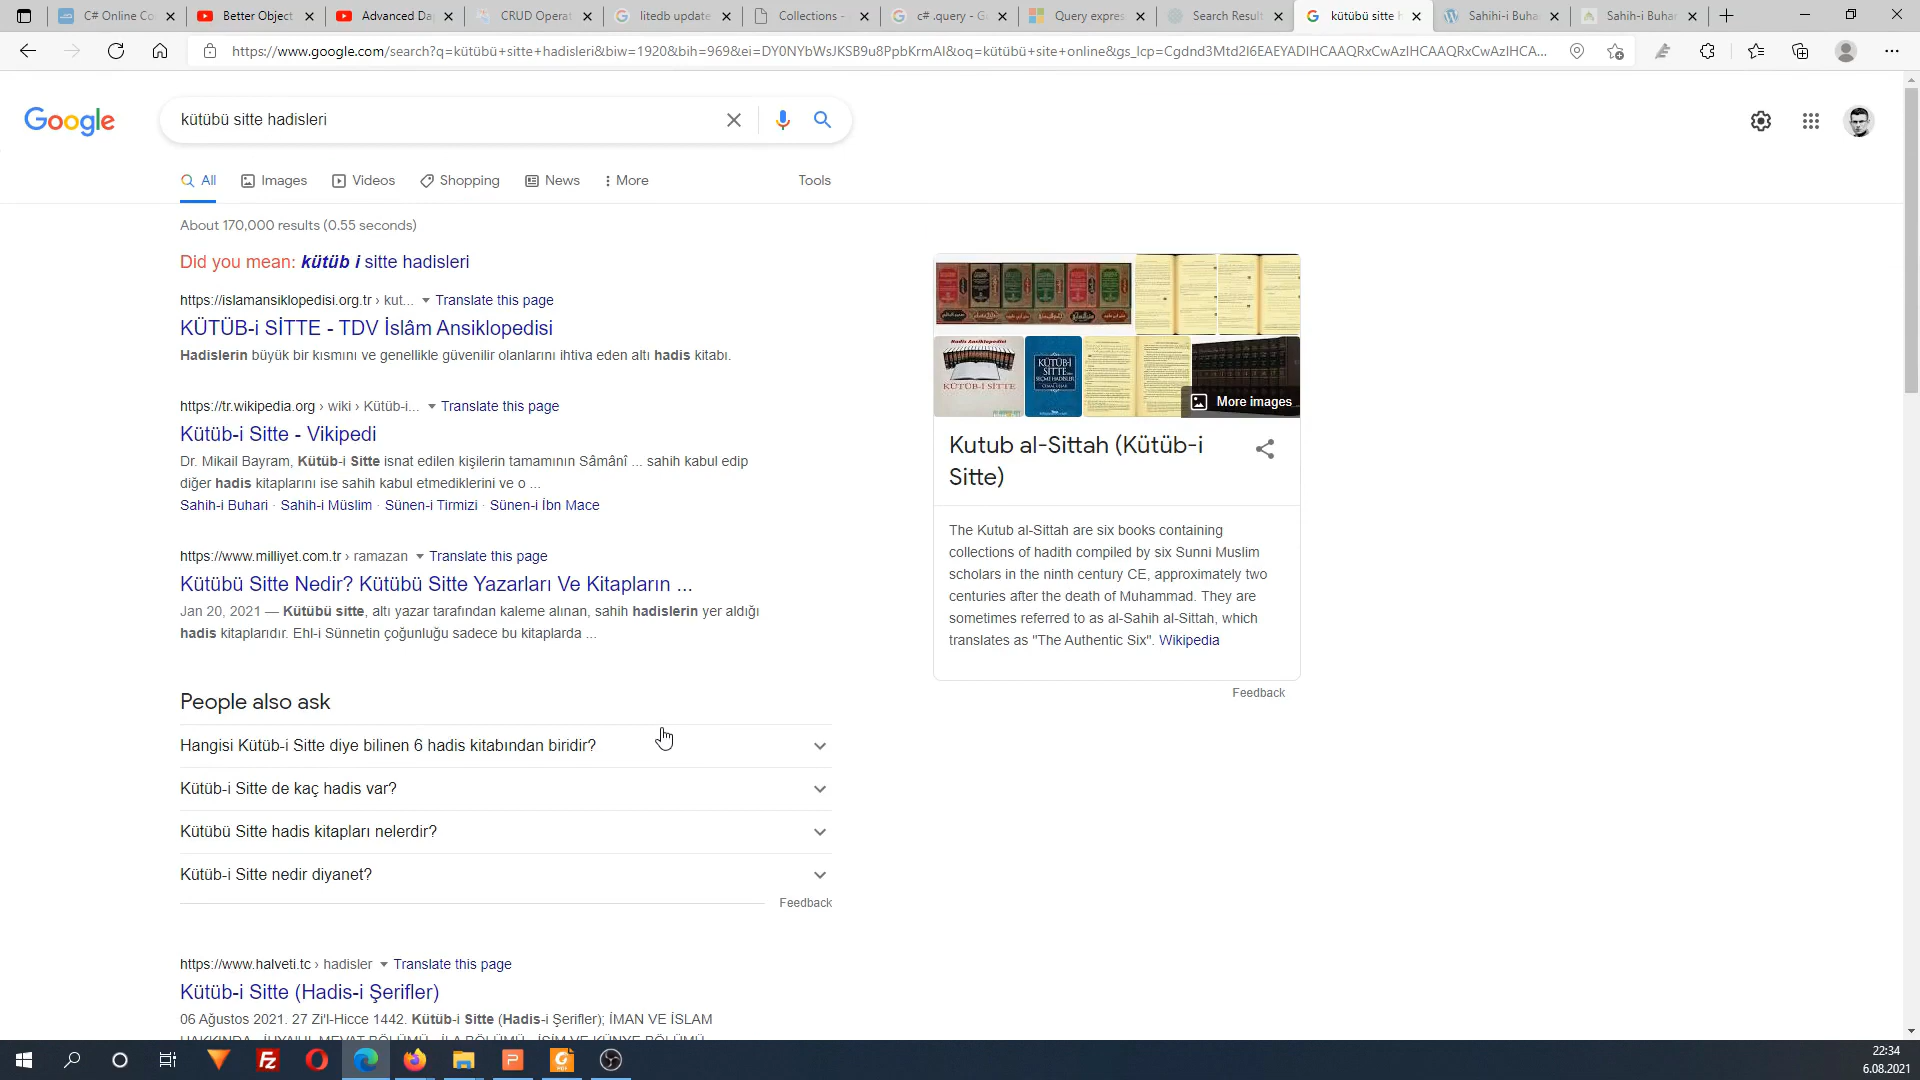 C# Online Co
Better Object
Advanced Da
CRUD Operat
litedb update
Collections -
c# .query - G
Query expres
Search Result
kütübü sitte h
Sahihi-i Buha
Sahih-i Buhar
https://www.google.com/search?q=kütübü+sitte+hadisleri&biw=1920&bih=969&ei=DY0NYbWsJKSB9u8PpbKrmAI&oq=kütübü+site+online&gs_lcp=Cgdnd3Mtd2l6EAEYADIHCAAQRxCwAzIHCAAQRxCwAzIHCA...
Google
kütübü sitte hadisleri
All
Images
Videos
Shopping
News
More
Tools
About 170,000 results (0.55 seconds)
Did you mean: kütüb i sitte hadisleri
https://islamansiklopedisi.org.tr › kut... Translate this page
KÜTÜB-i SİTTE - TDV İslâm Ansiklopedisi
Hadislerin büyük bir kısmını ve genellikle güvenilir olanlarını ihtiva eden altı hadis kitabı.
https://tr.wikipedia.org › wiki › Kütüb-i... Translate this page
Kütüb-i Sitte - Vikipedi
Dr. Mikail Bayram, Kütüb-i Sitte isnat edilen kişilerin tamamının Sâmânî ... sahih kabul edip
diğer hadis kitaplarını ise sahih kabul etmediklerini ve o ...
Sahih-i Buhari · Sahih-i Müslim · Sünen-i Tirmizi · Sünen-i İbn Mace
https://www.milliyet.com.tr › ramazan Translate this page
Kütübü Sitte Nedir? Kütübü Sitte Yazarları Ve Kitapların ...
Jan 20, 2021 — Kütübü sitte, altı yazar tarafından kaleme alınan, sahih hadislerin yer aldığı
hadis kitaplarıdır. Ehl-i Sünnetin çoğunluğu sadece bu kitaplarda ...
People also ask
Hangisi Kütüb-i Sitte diye bilinen 6 hadis kitabından biridir?
Kütüb-i Sitte de kaç hadis var?
Kütübü Sitte hadis kitapları nelerdir?
Kütüb-i Sitte nedir diyanet?
Feedback
https://www.halveti.tc › hadisler Translate this page
Kütüb-i Sitte (Hadis-i Şerifler)
06 Ağustos 2021. 27 Zi'l-Hicce 1442. Kütüb-i Sitte (Hadis-i Şerifler); İMAN VE İSLAM
Hadis Ansiklopedisi
KÜTÜB-İ SİTTE
KÜTÜB-İ
SİTTE
SEÇME HADİSLER
More images
Kutub al-Sittah (Kütüb-i
Sitte)
The Kutub al-Sittah are six books containing
collections of hadith compiled by six Sunni Muslim
scholars in the ninth century CE, approximately two
centuries after the death of Muhammad. They are
sometimes referred to as al-Sahih al-Sittah, which
translates as "The Authentic Six". Wikipedia
Feedback
22:34
6.08.2021